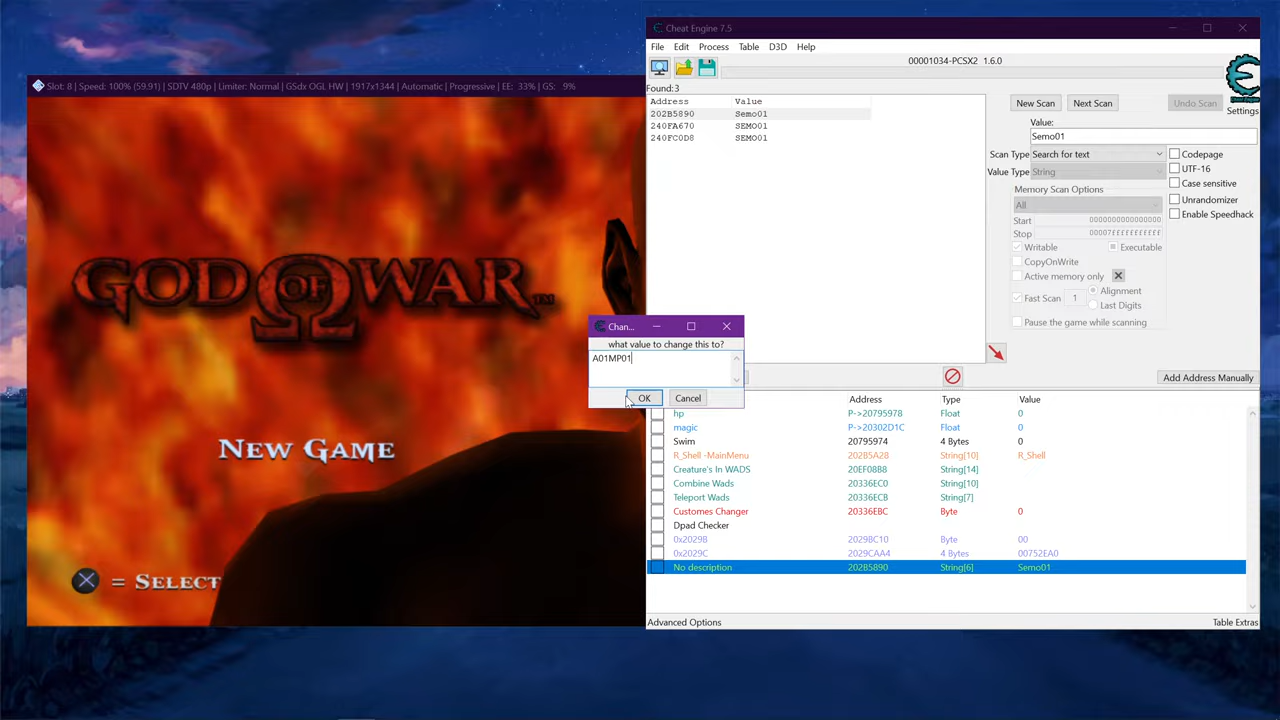 Slot: 8 | Speed: 100% (59.91) | SDTV 480p | Limiter: Normal | GSdx OGL HW | 1917x1344 | Automatic | Progressive | EE: 33% | GS: 9%
GOD OF WAR™
NEW GAME
= SELECT
Cheat Engine 7.5
File Edit Process Table D3D Help
00001034-PCSX2 1.6.0
Found:3
Address Value
202B5890 Semo01
240FA670 SEMO01
240FC0D8 SEMO01
New Scan Next Scan Undo Scan
Settings
Value:
Semo01
Scan Type Search for text
Value Type String
Codepage
UTF-16
Case sensitive
Unrandomizer
Enable Speedhack
Memory Scan Options
All
Start 0000000000000000
Stop 00007fffffffffff
Writable Executable
CopyOnWrite
Active memory only
Fast Scan 1 Alignment
Last Digits
Pause the game while scanning
Chan...
what value to change this to?
A01MP01
OK Cancel
Add Address Manually
Address Type Value
hp P->20795978 Float 0
magic P->20302D1C Float 0
Swim 20795974 4 Bytes 0
R_Shell -MainMenu 202B5A28 String[10] R_Shell
Creature's In WADS 20EF08B8 String[14]
Combine Wads 20336EC0 String[10]
Teleport Wads 20336ECB String[7]
Customes Changer 20336EBC Byte 0
Dpad Checker
0x2029B 2029BC10 Byte 00
0x2029C 2029CAA4 4 Bytes 00752EA0
No description 202B5890 String[6] Semo01
Advanced Options Table Extras